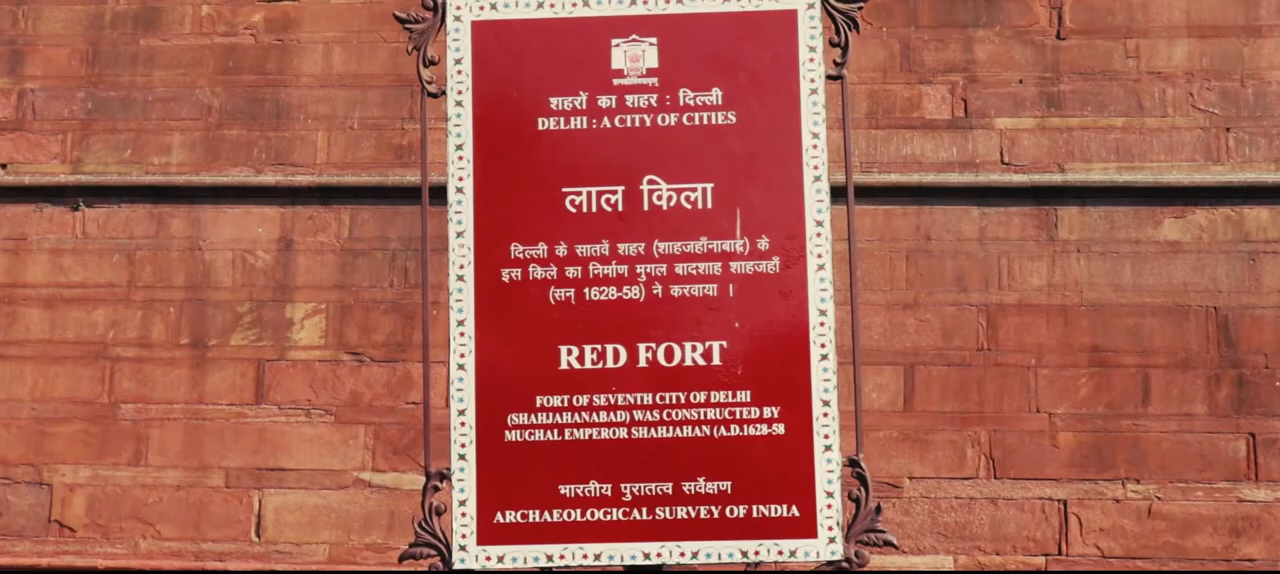 शहरों का शहर : दिल्ली
DELHI : A CITY OF CITIES
लाल किला
दिल्ली के सातवें शहर (शाहजहाँनाबाद) के
इस किले का निर्माण मुगल बादशाह शाहजहाँ
(सन् 1628-58) ने करवाया ।
RED FORT
FORT OF SEVENTH CITY OF DELHI
(SHAHJAHANABAD) WAS CONSTRUCTED BY
MUGHAL EMPEROR SHAHJAHAN (A.D.1628-58
भारतीय पुरातत्व सर्वेक्षण
ARCHAEOLOGICAL SURVEY OF INDIA